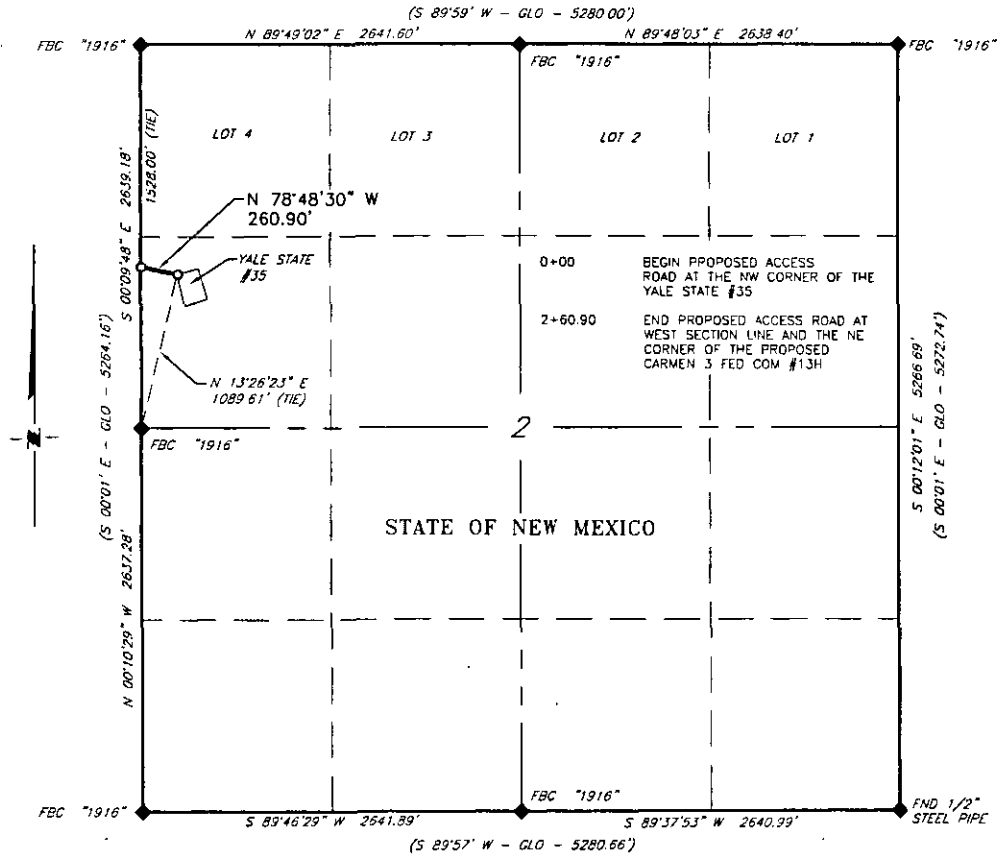 (S 89°59' W - GLO - 5280.00')
N 89°49'02" E 2641.60'
N 89°48'03" E 2638.40'
FBC "1916"
FBC "1916"
FBC "1916"
LOT 4
LOT 3
LOT 2
LOT 1
S 00°09'48" E 2639.18'
1528.00' (TIE)
N 78°48'30" W
260.90'
YALE STATE
#35
0+00 BEGIN PROPOSED ACCESS
ROAD AT THE NW CORNER OF THE
YALE STATE #35
2+60.90 END PROPOSED ACCESS ROAD AT
WEST SECTION LINE AND THE NE
CORNER OF THE PROPOSED
CARMEN 3 FED COM #13H
N 13°26'23" E
1089.61' (TIE)
(S 00°01' E - GLO - 5264.16')
S 00°12'01" E 5266.69'
(S 00°01' E - GLO - 5272.74')
FBC "1916"
2
STATE OF NEW MEXICO
N 00°10'29" W 2637.28'
FBC "1916"
FBC "1916"
FND 1/2"
STEEL PIPE
S 89°46'29" W 2641.89'
S 89°37'53" W 2640.99'
(S 89°57' W - GLO - 5280.66')